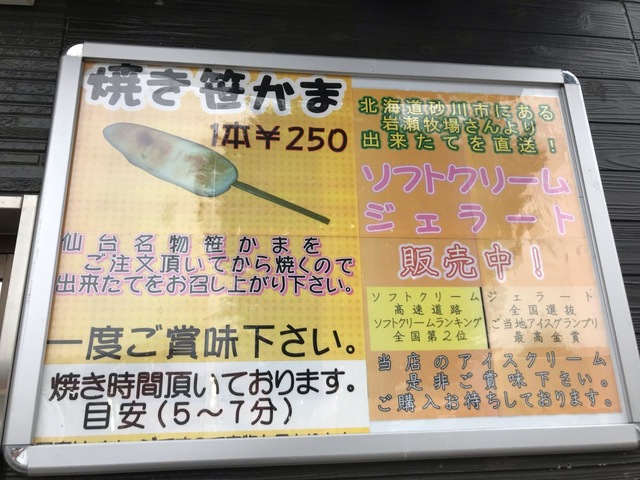 焼き笹かま
1本￥250
仙台名物笹かまを
ご注文頂いてから焼くので
出来たてをお召し上がり下さい。
一度ご賞味下さい。
焼き時間頂いております。
目安(5～7分)
北海道砂川市にある
岩瀬牧場さんより
出来たてを直送!
ソフトクリーム
ジェラート
販売中!
ソフトクリーム
高速道路
ソフトクリームランキング
全国第2位
ジェラート
全国選抜
ご当地アイスグランプリ
最高金賞
当店のアイスクリーム
是非ご賞味下さい。
ご購入お待ちしております。